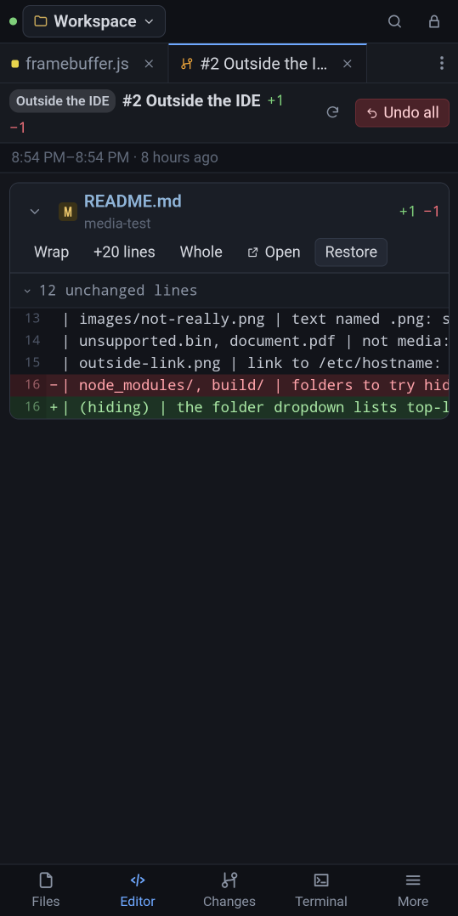 Workspace
framebuffer.js
#2 Outside the I...
Outside the IDE #2 Outside the IDE +1
−1
Undo all
8:54 PM–8:54 PM · 8 hours ago
M README.md +1 −1
media-test
Wrap +20 lines Whole Open Restore
12 unchanged lines
13 | images/not-really.png | text named .png: s
14 | unsupported.bin, document.pdf | not media:
15 | outside-link.png | link to /etc/hostname:
16 −| node_modules/, build/ | folders to try hid
16 +| (hiding) | the folder dropdown lists top-l
Files Editor Changes Terminal More